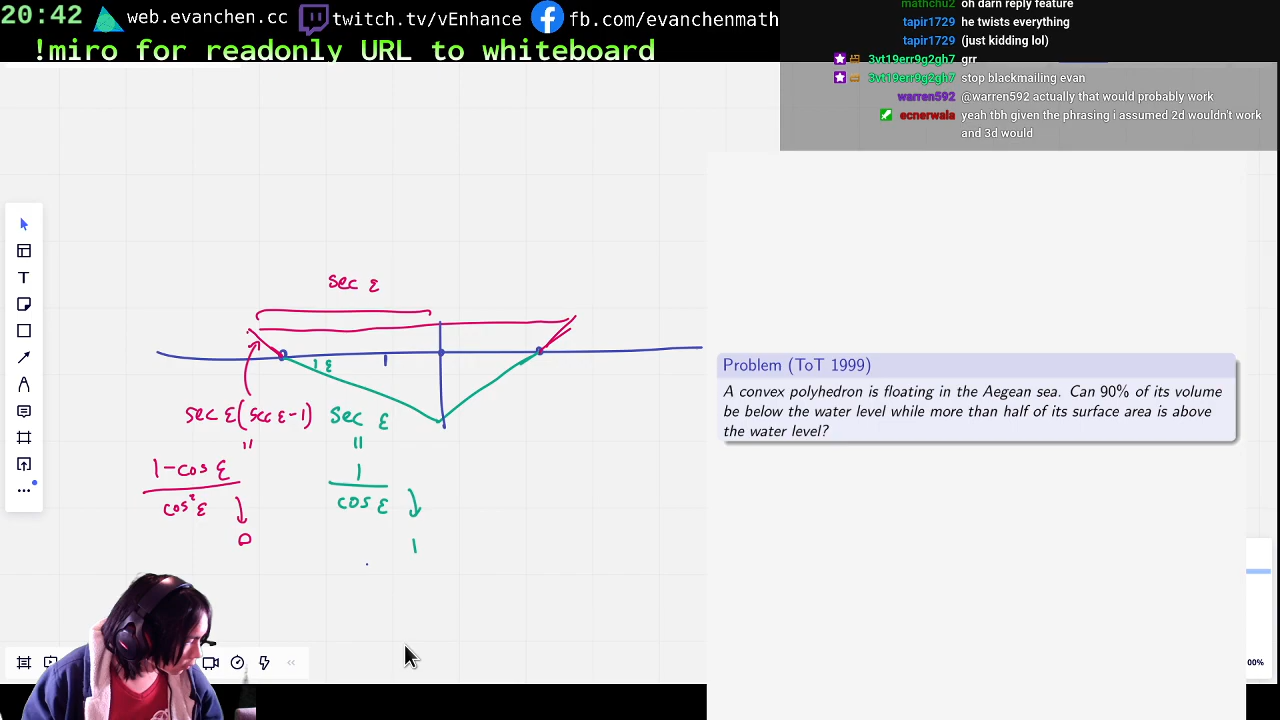 20:42
web.evanchen.cc
twitch.tv/vEnhance
fb.com/evanchenmath
!miro for readonly URL to whiteboard
mathchu2 oh darn reply feature
tapir1729 he twists everything
tapir1729 (just kidding lol)
3vt19err9g2gh7 grr
3vt19err9g2gh7 stop blackmailing evan
warren592 @warren592 actually that would probably work
ecnerwala yeah tbh given the phrasing i assumed 2d wouldn't work
and 3d would
sec ε
1
ε
sec ε(sec ε-1)
sec ε
=
=
1-cos ε
cos² ε
0
1
cos ε
1
Problem (ToT 1999)
A convex polyhedron is floating in the Aegean sea. Can 90% of its volume
be below the water level while more than half of its surface area is above
the water level?
00%